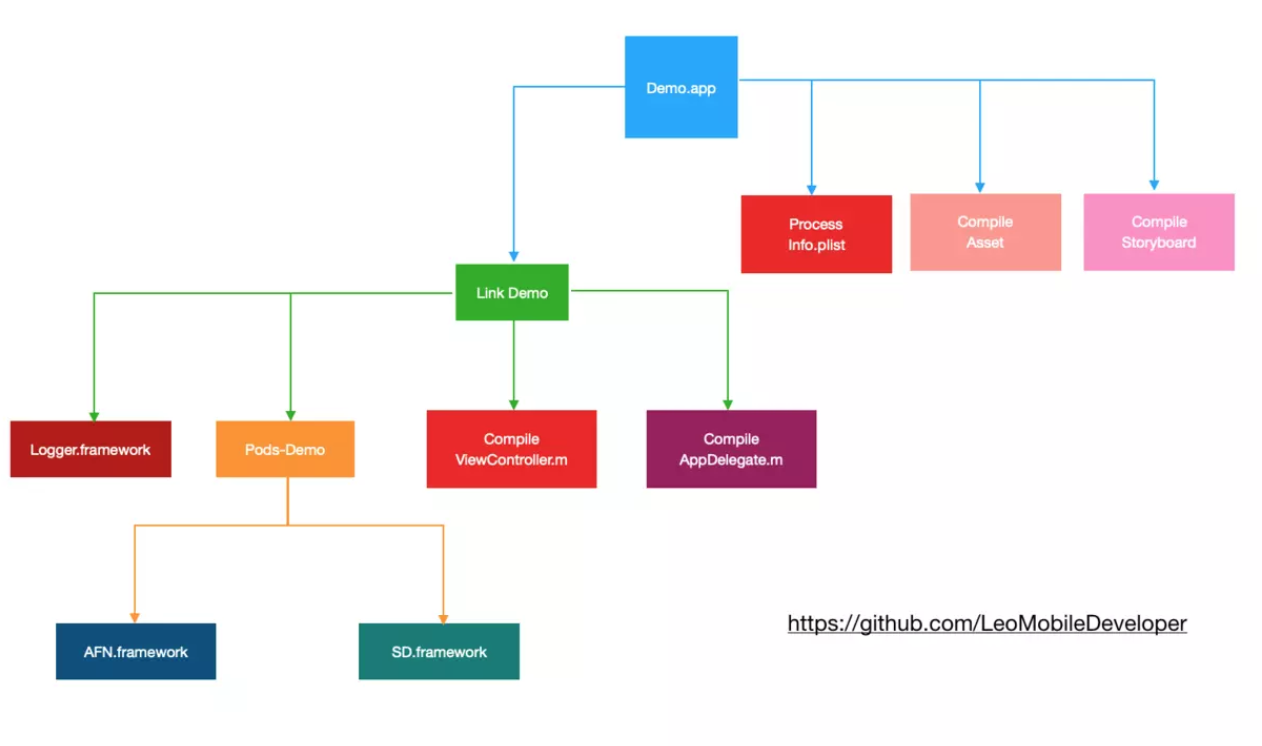 Demo.app
Process
Info.plist
Compile
Asset
Compile
Storyboard
Link Demo
Logger.framework
Pods-Demo
Compile
ViewController.m
Compile
AppDelegate.m
AFN.framework
SD.framework
https://github.com/LeoMobileDeveloper